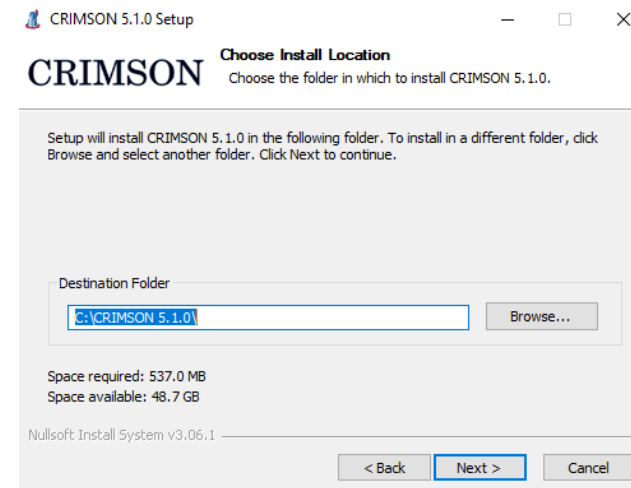 CRIMSON 5.1.0 Setup
CRIMSON
Choose Install Location
Choose the folder in which to install CRIMSON 5.1.0.
Setup will install CRIMSON 5.1.0 in the following folder. To install in a different folder, click
Browse and select another folder. Click Next to continue.
Destination Folder
C:\CRIMSON 5.1.0\
Browse...
Space required: 537.0 MB
Space available: 48.7 GB
Nullsoft Install System v3.06.1
< Back
Next >
Cancel